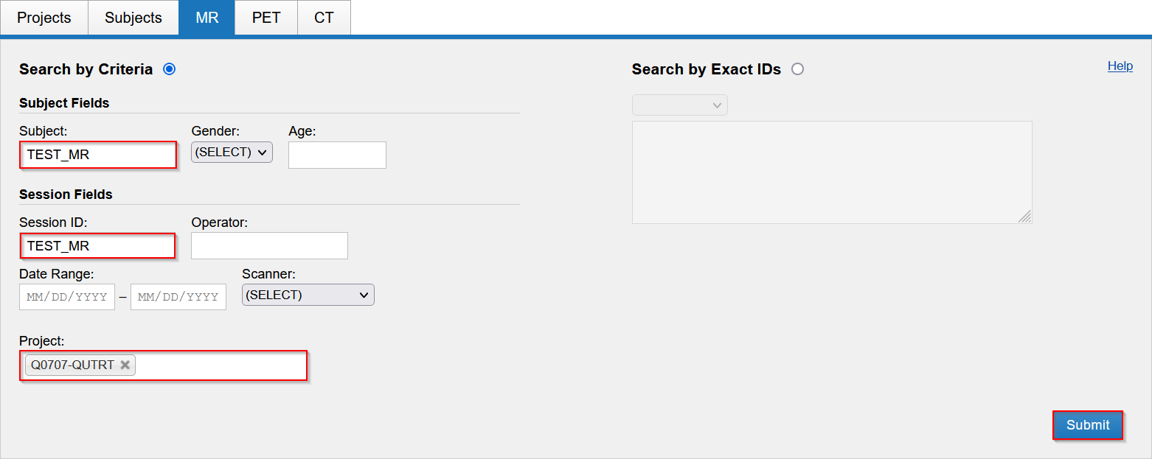 Projects Subjects MR PET CT
Search by Criteria
Search by Exact IDs
Help
Subject Fields
Subject: Gender: Age:
TEST_MR (SELECT)
Session Fields
Session ID: Operator:
TEST_MR
Date Range: Scanner:
MM/DD/YYYY – MM/DD/YYYY (SELECT)
Project:
Q0707-QUTRT
Submit